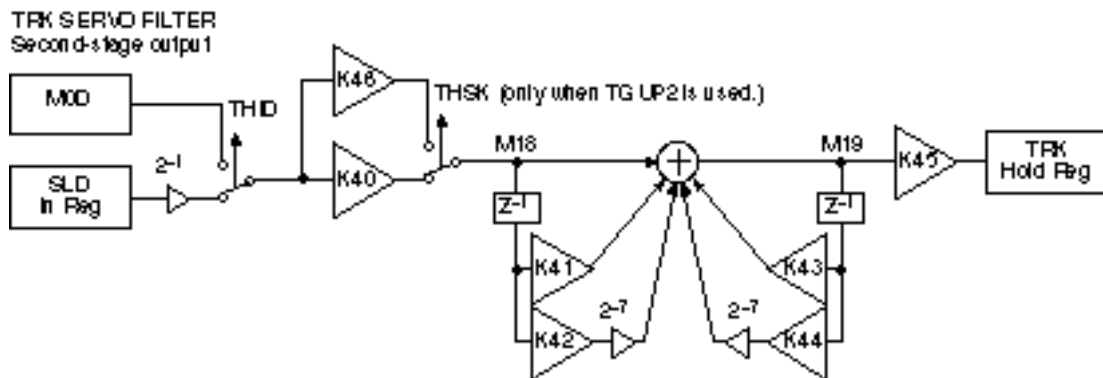 TRK SERVO FILTER
Second-stage output
M0D
THID
K46
THSK (only when TG UP2 is used.)
2⁻¹
SLD
In Reg
K40
M18
M19
K45
TRK
Hold Reg
Z⁻¹
Z⁻¹
K41
K43
2⁻⁷
2⁻⁷
K42
K44